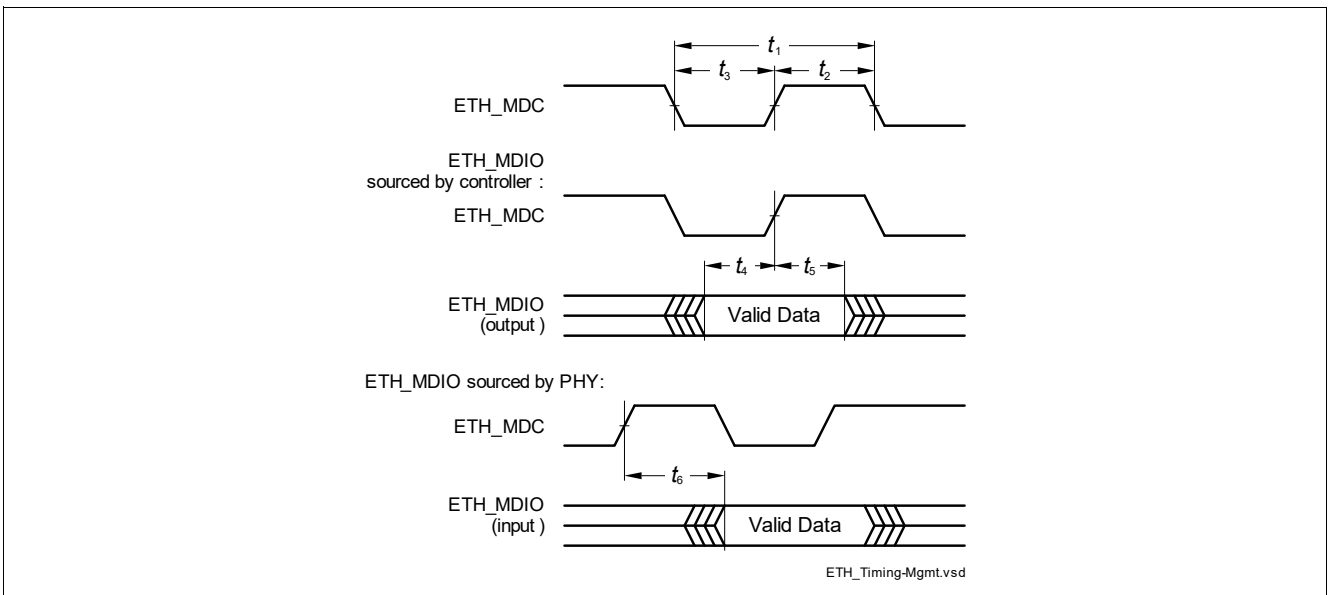 t1
t3 t2
ETH_MDC
ETH_MDIO
sourced by controller :
ETH_MDC
t4 t5
ETH_MDIO
(output )
Valid Data
ETH_MDIO sourced by PHY:
ETH_MDC
t6
ETH_MDIO
(input )
Valid Data
ETH_Timing-Mgmt.vsd